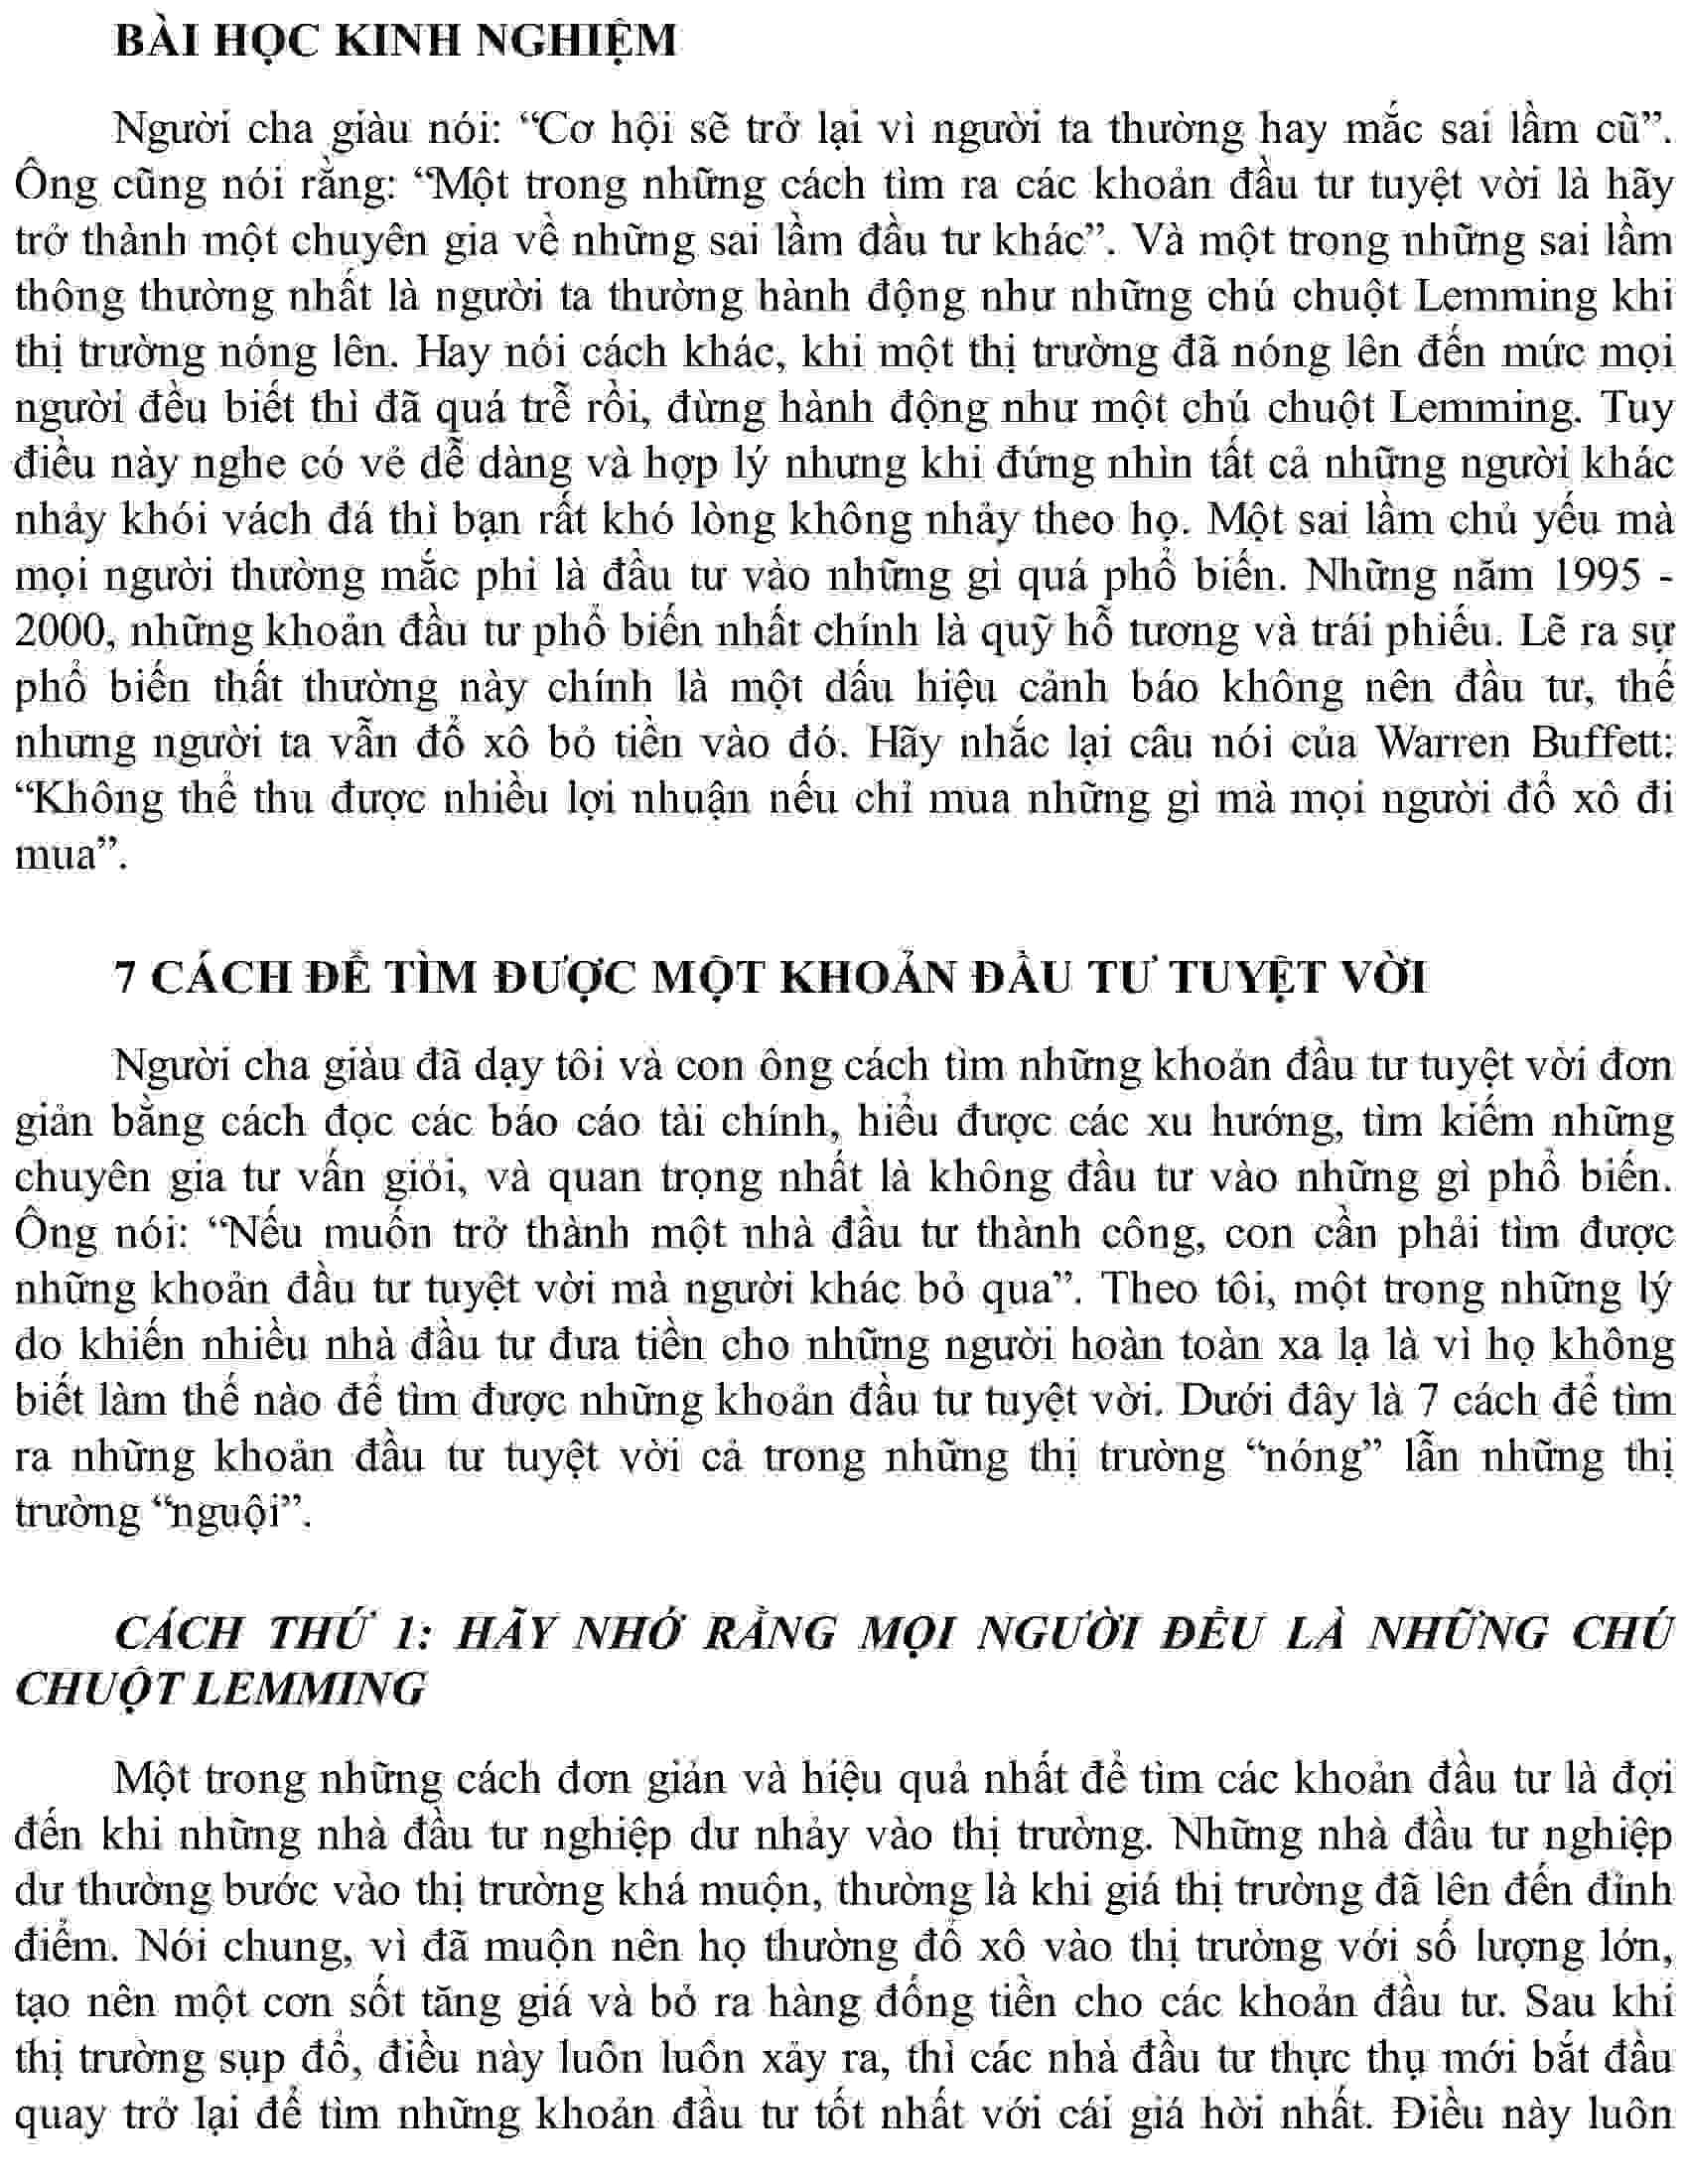 BÀI HỌC KINH NGHIỆM
Người cha giàu nói: “Cơ hội sẽ trở lại vì người ta thường hay mắc sai lầm cũ”.
Ông cũng nói rằng: “Một trong những cách tìm ra các khoản đầu tư tuyệt vời là hãy
trở thành một chuyên gia về những sai lầm đầu tư khác”. Và một trong những sai lầm
thông thường nhất là người ta thường hành động như những chú chuột Lemming khi
thị trường nóng lên. Hay nói cách khác, khi một thị trường đã nóng lên đến mức mọi
người đều biết thì đã quá trễ rồi, đừng hành động như một chú chuột Lemming. Tuy
điều này nghe có vẻ dễ dàng và hợp lý nhưng khi đứng nhìn tất cả những người khác
nhảy khói vách đá thì bạn rất khó lòng không nhảy theo họ. Một sai lầm chủ yếu mà
mọi người thường mắc phi là đầu tư vào những gì quá phổ biến. Những năm 1995 -
2000, những khoản đầu tư phổ biến nhất chính là quỹ hỗ tương và trái phiếu. Lẽ ra sự
phổ biến thất thường này chính là một dấu hiệu cảnh báo không nên đầu tư, thế
nhưng người ta vẫn đổ xô bỏ tiền vào đó. Hãy nhắc lại câu nói của Warren Buffett:
“Không thể thu được nhiều lợi nhuận nếu chỉ mua những gì mà mọi người đổ xô đi
mua”.
7 CÁCH ĐỂ TÌM ĐƯỢC MỘT KHOẢN ĐẦU TƯ TUYỆT VỜI
Người cha giàu đã dạy tôi và con ông cách tìm những khoản đầu tư tuyệt vời đơn
giản bằng cách đọc các báo cáo tài chính, hiểu được các xu hướng, tìm kiếm những
chuyên gia tư vấn giỏi, và quan trọng nhất là không đầu tư vào những gì phổ biến.
Ông nói: “Nếu muốn trở thành một nhà đầu tư thành công, con cần phải tìm được
những khoản đầu tư tuyệt vời mà người khác bỏ qua”. Theo tôi, một trong những lý
do khiến nhiều nhà đầu tư đưa tiền cho những người hoàn toàn xa lạ là vì họ không
biết làm thế nào để tìm được những khoản đầu tư tuyệt vời. Dưới đây là 7 cách để tìm
ra những khoản đầu tư tuyệt vời cả trong những thị trường “nóng” lẫn những thị
trường “nguội”.
CÁCH THỨ 1: HÃY NHỚ RẰNG MỌI NGƯỜI ĐỀU LÀ NHỮNG CHÚ
CHUỘT LEMMING
Một trong những cách đơn giản và hiệu quả nhất để tìm các khoản đầu tư là đợi
đến khi những nhà đầu tư nghiệp dư nhảy vào thị trường. Những nhà đầu tư nghiệp
dư thường bước vào thị trường khá muộn, thường là khi giá thị trường đã lên đến đỉnh
điểm. Nói chung, vì đã muộn nên họ thường đổ xô vào thị trường với số lượng lớn,
tạo nên một cơn sốt tăng giá và bỏ ra hàng đống tiền cho các khoản đầu tư. Sau khi
thị trường sụp đổ, điều này luôn luôn xảy ra, thì các nhà đầu tư thực thụ mới bắt đầu
quay trở lại để tìm những khoản đầu tư tốt nhất với cái giá hời nhất. Điều này luôn